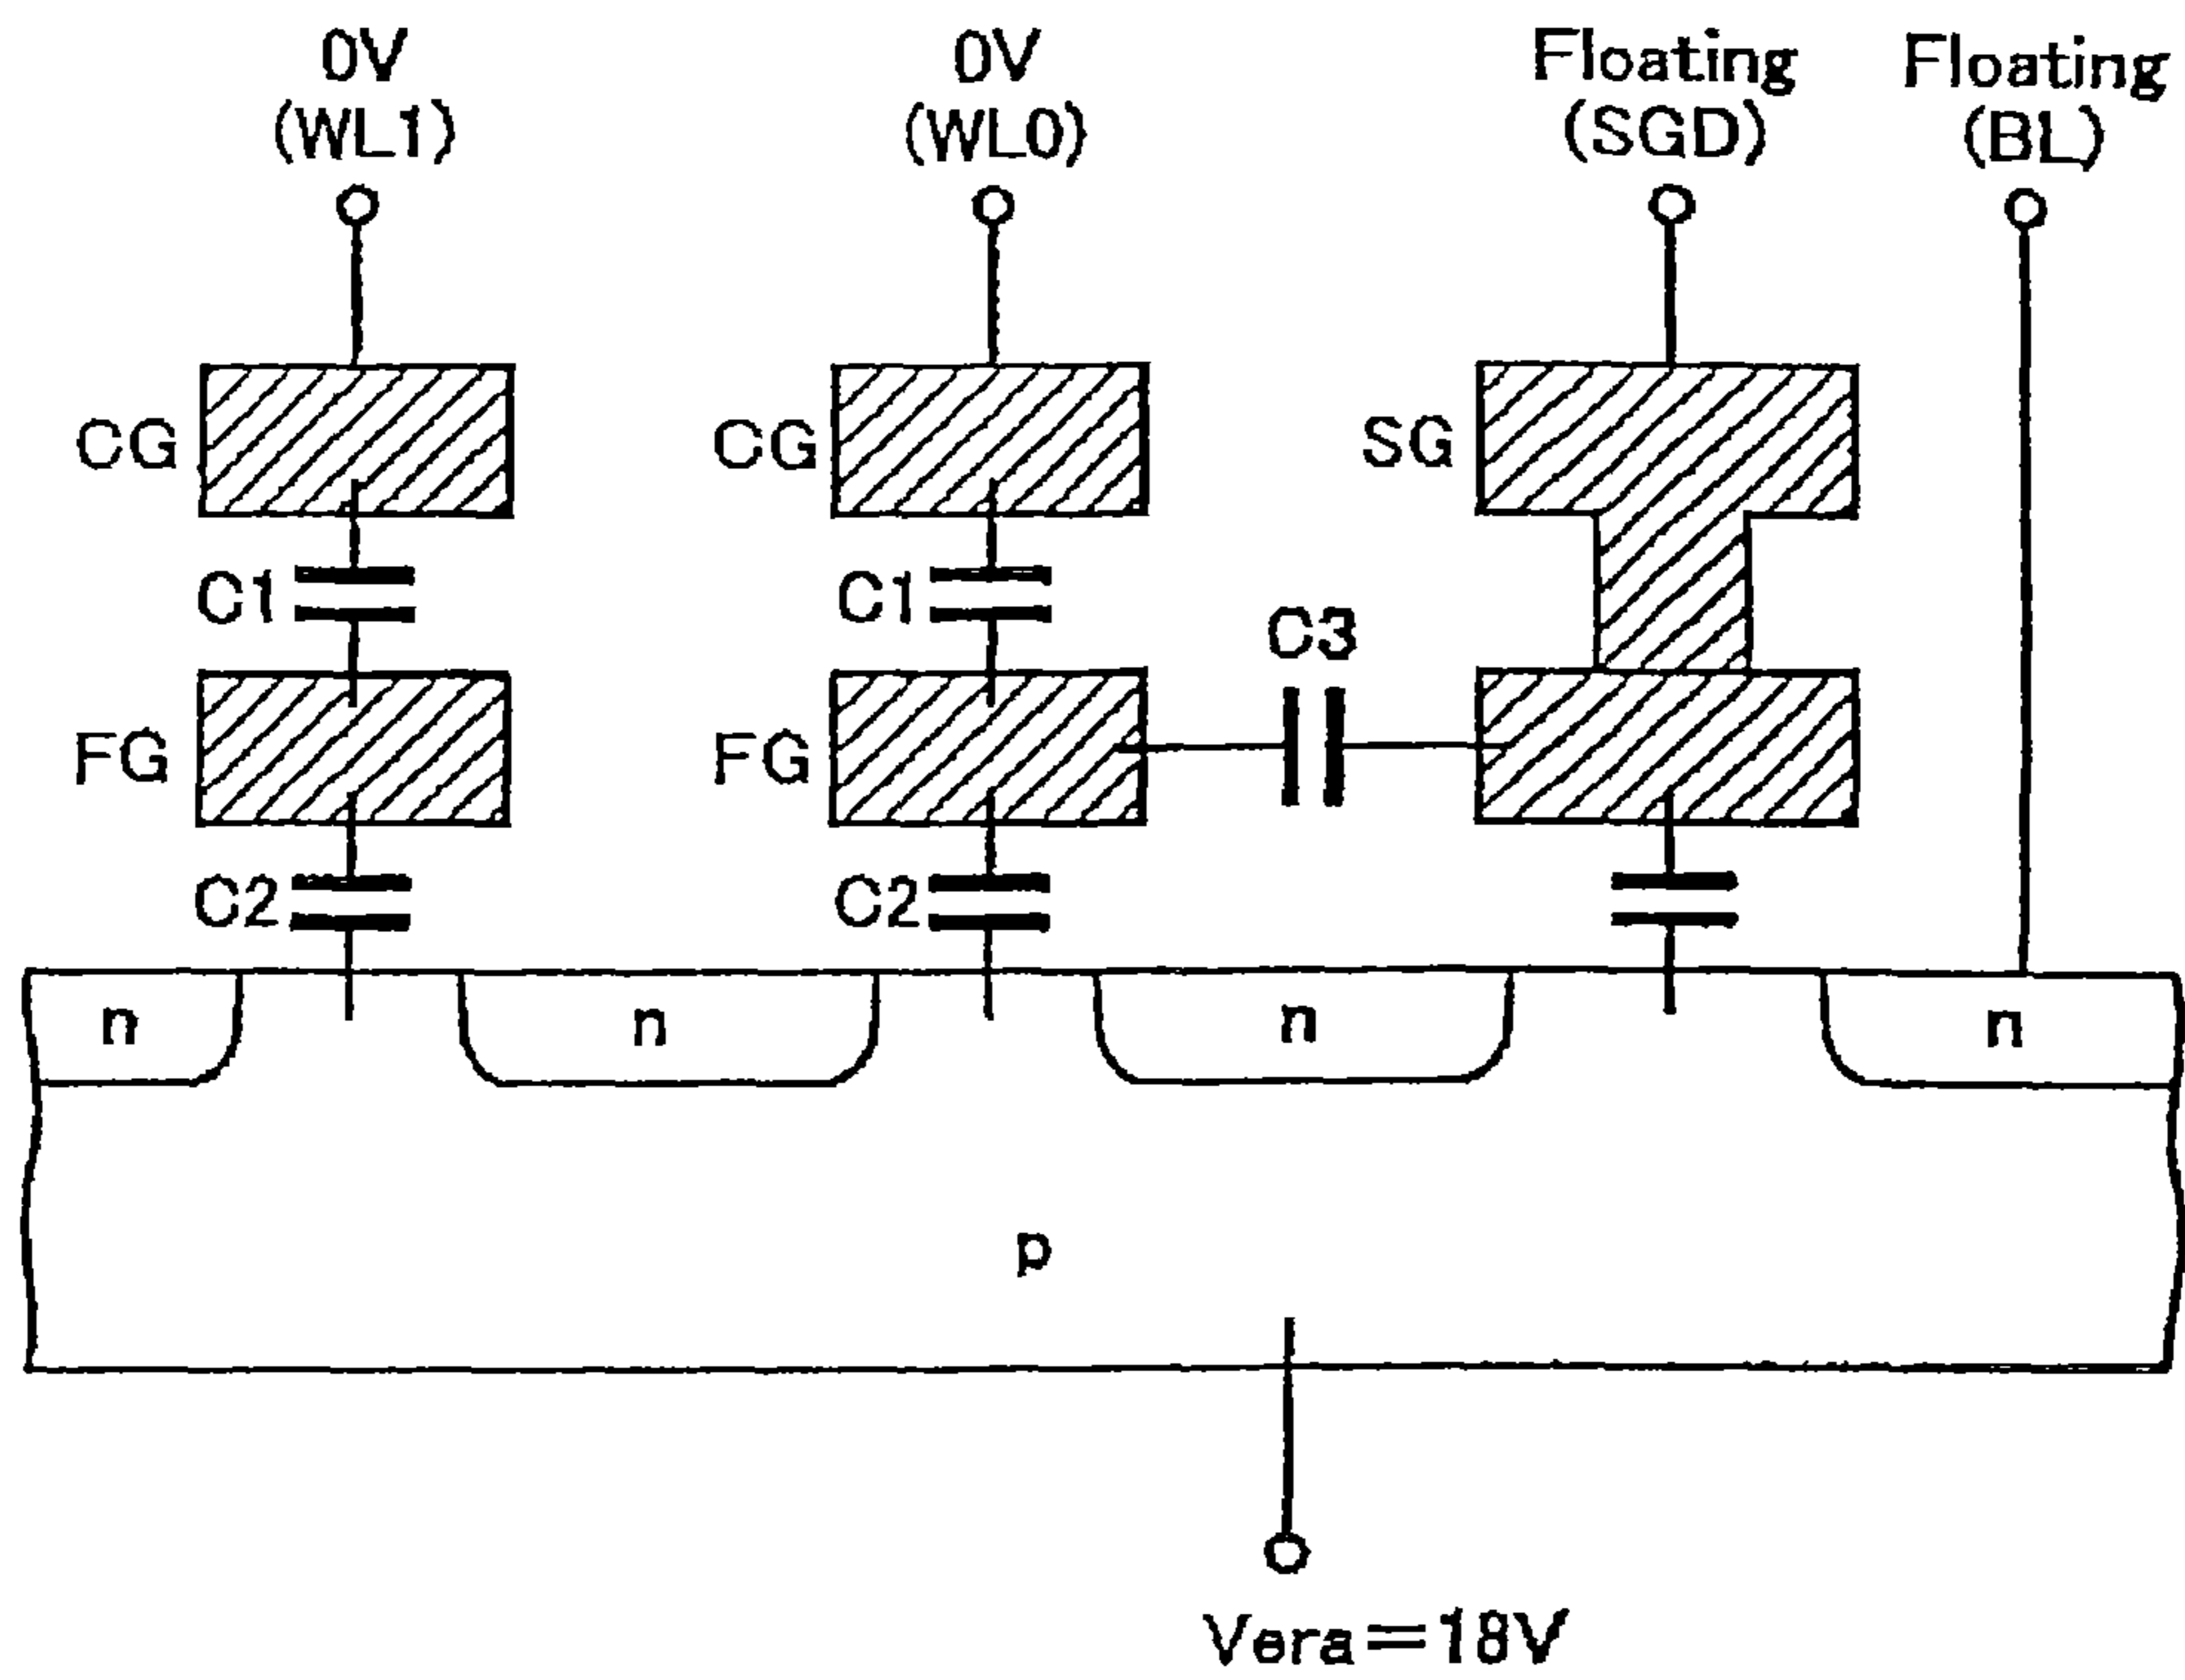 0V
(WL1)
0V
(WL0)
Floating
(SGD)
Floating
(BL)
CG
CG
SG
C1
C1
C3
FG
FG
C2
C2
n
n
n
n
p
Vera=18V